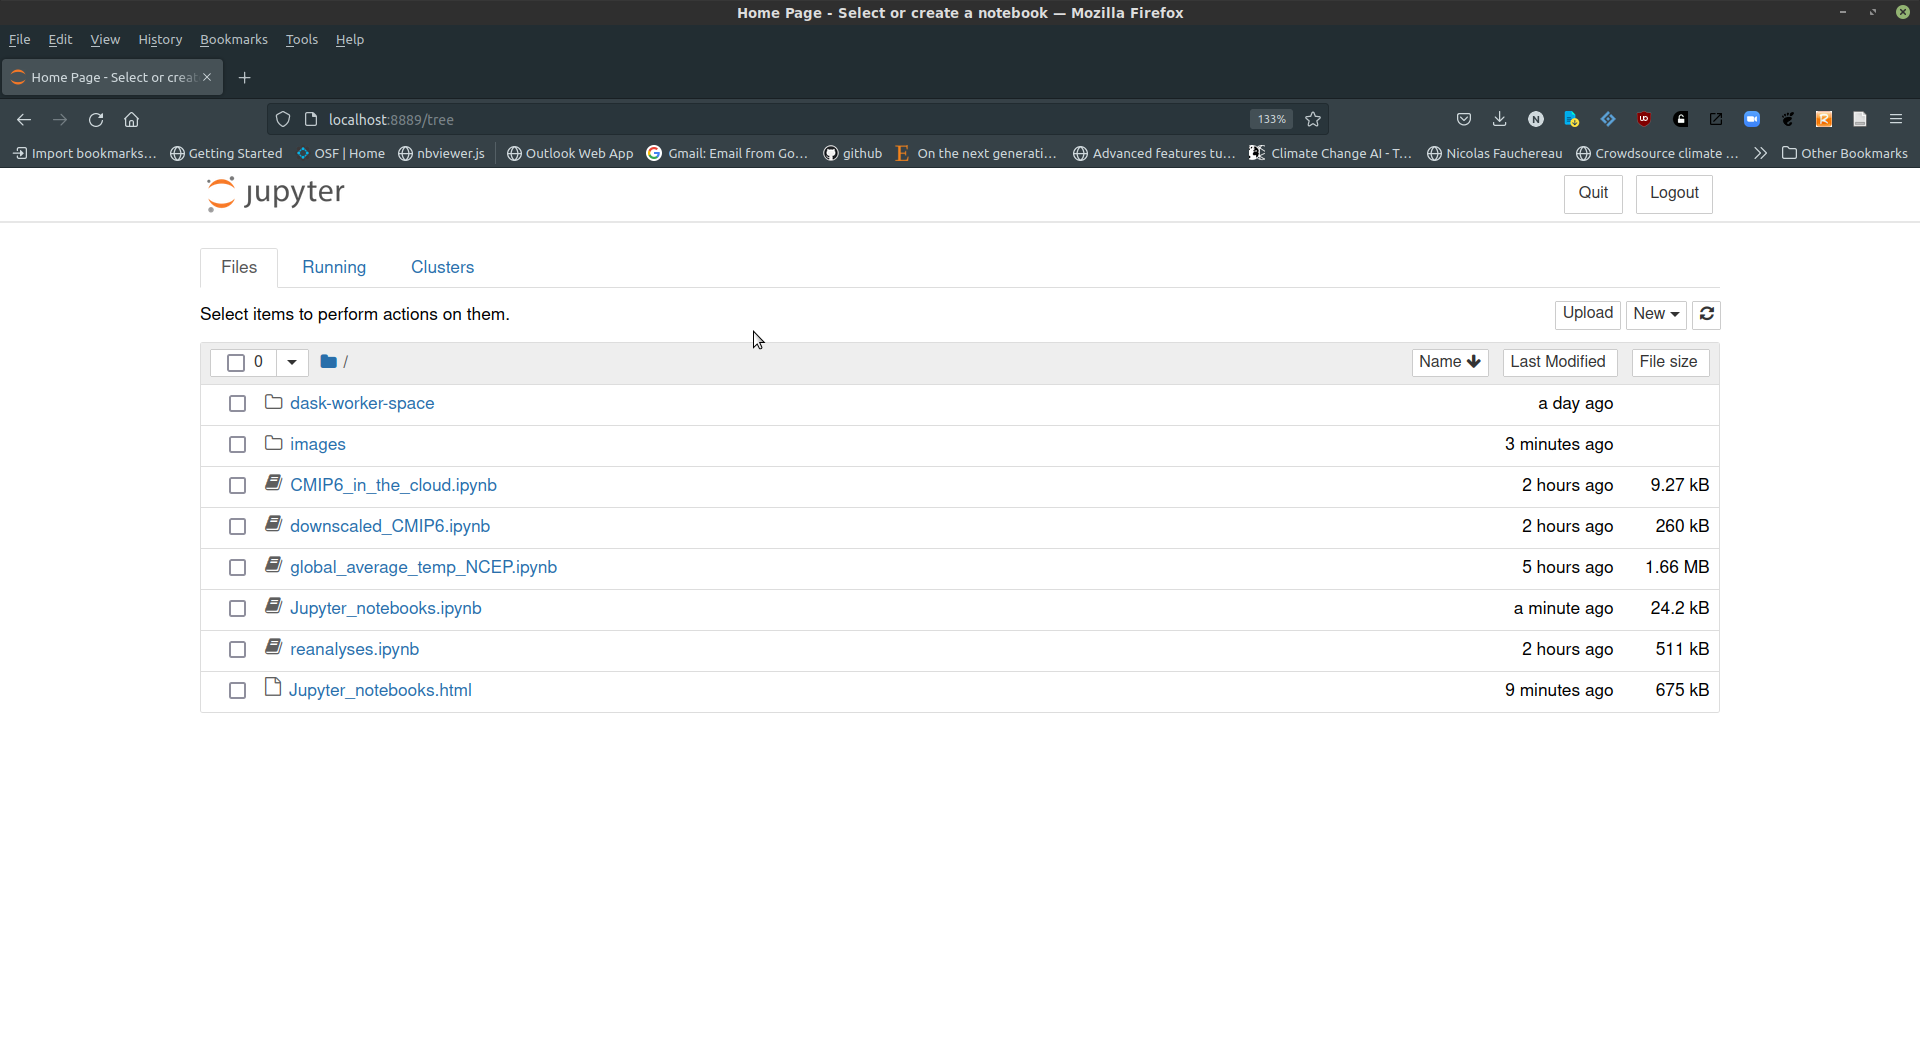 Home Page - Select or create a notebook — Mozilla Firefox
File Edit View History Bookmarks Tools Help
Home Page - Select or creat
localhost:8889/tree 133%
Import bookmarks... Getting Started OSF | Home nbviewer.js Outlook Web App Gmail: Email from Go... github On the next generati... Advanced features tu... Climate Change AI - T... Nicolas Fauchereau Crowdsource climate ... Other Bookmarks
jupyter Quit Logout
Files Running Clusters
Select items to perform actions on them. Upload New
0 / Name Last Modified File size
dask-worker-space a day ago
images 3 minutes ago
CMIP6_in_the_cloud.ipynb 2 hours ago 9.27 kB
downscaled_CMIP6.ipynb 2 hours ago 260 kB
global_average_temp_NCEP.ipynb 5 hours ago 1.66 MB
Jupyter_notebooks.ipynb a minute ago 24.2 kB
reanalyses.ipynb 2 hours ago 511 kB
Jupyter_notebooks.html 9 minutes ago 675 kB